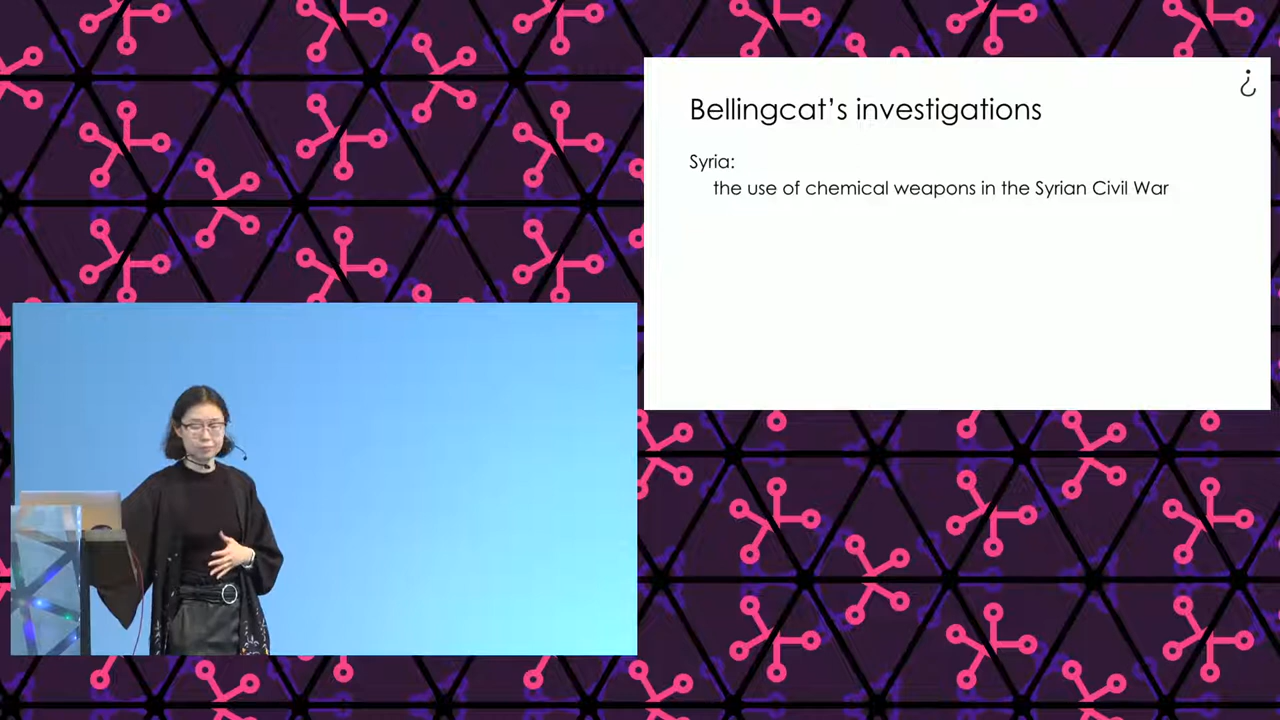 Bellingcat’s investigations
Syria:
the use of chemical weapons in the Syrian Civil War